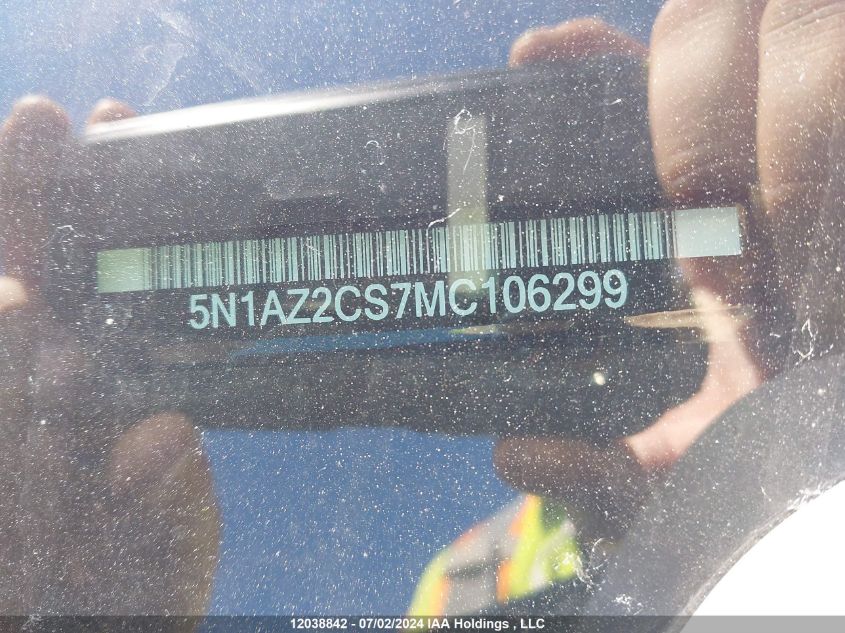 5N1AZ2CS7MC106299
12038842 - 07/02/2024 IAA Holdings , LLC